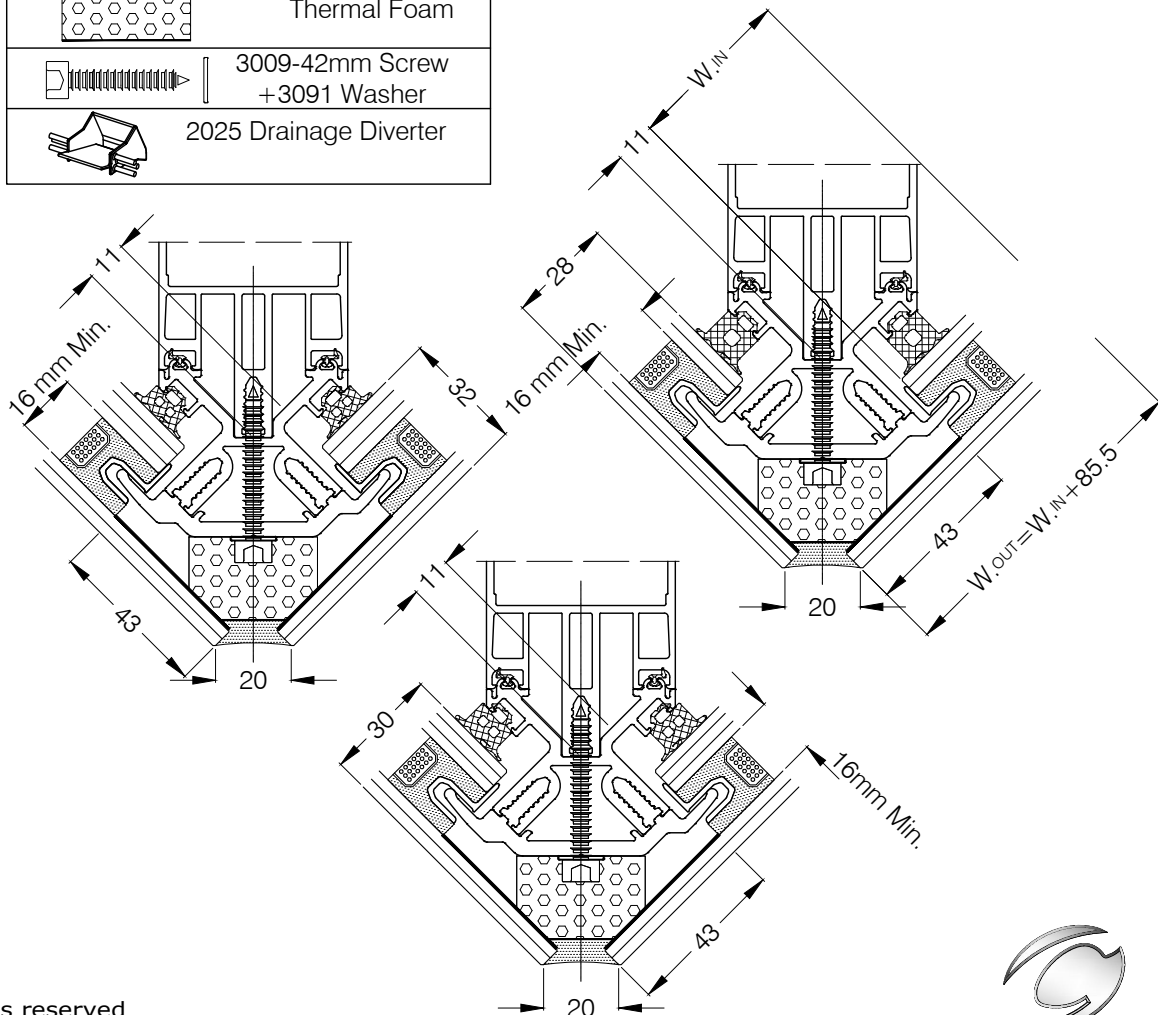 Thermal Foam
3009-42mm Screw
+3091 Washer
2025 Drainage Diverter
W.IN
11
28
16 mm Min.
43
W.OUT=W.IN+85.5
20
11
16 mm Min.
32
43
20
11
30
16mm Min.
43
20
s reserved